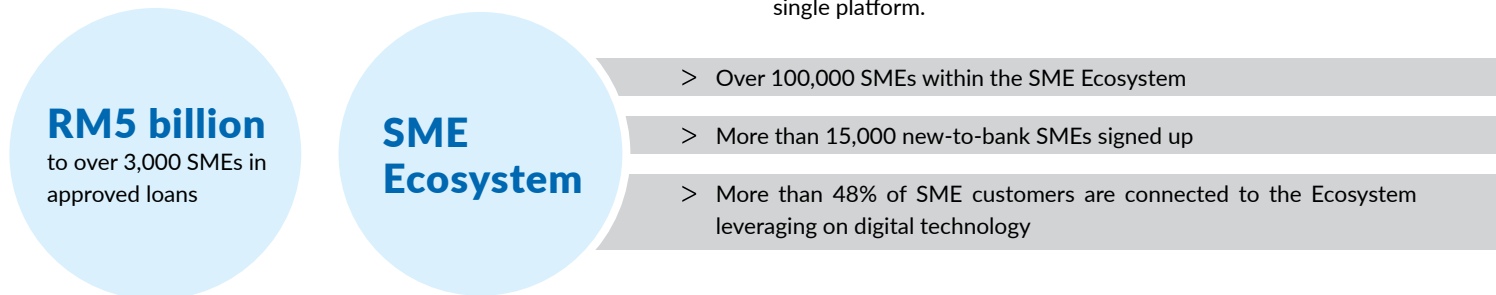 single platform.
RM5 billion
to over 3,000 SMEs in
approved loans
SME
Ecosystem
> Over 100,000 SMEs within the SME Ecosystem
> More than 15,000 new-to-bank SMEs signed up
> More than 48% of SME customers are connected to the Ecosystem
leveraging on digital technology